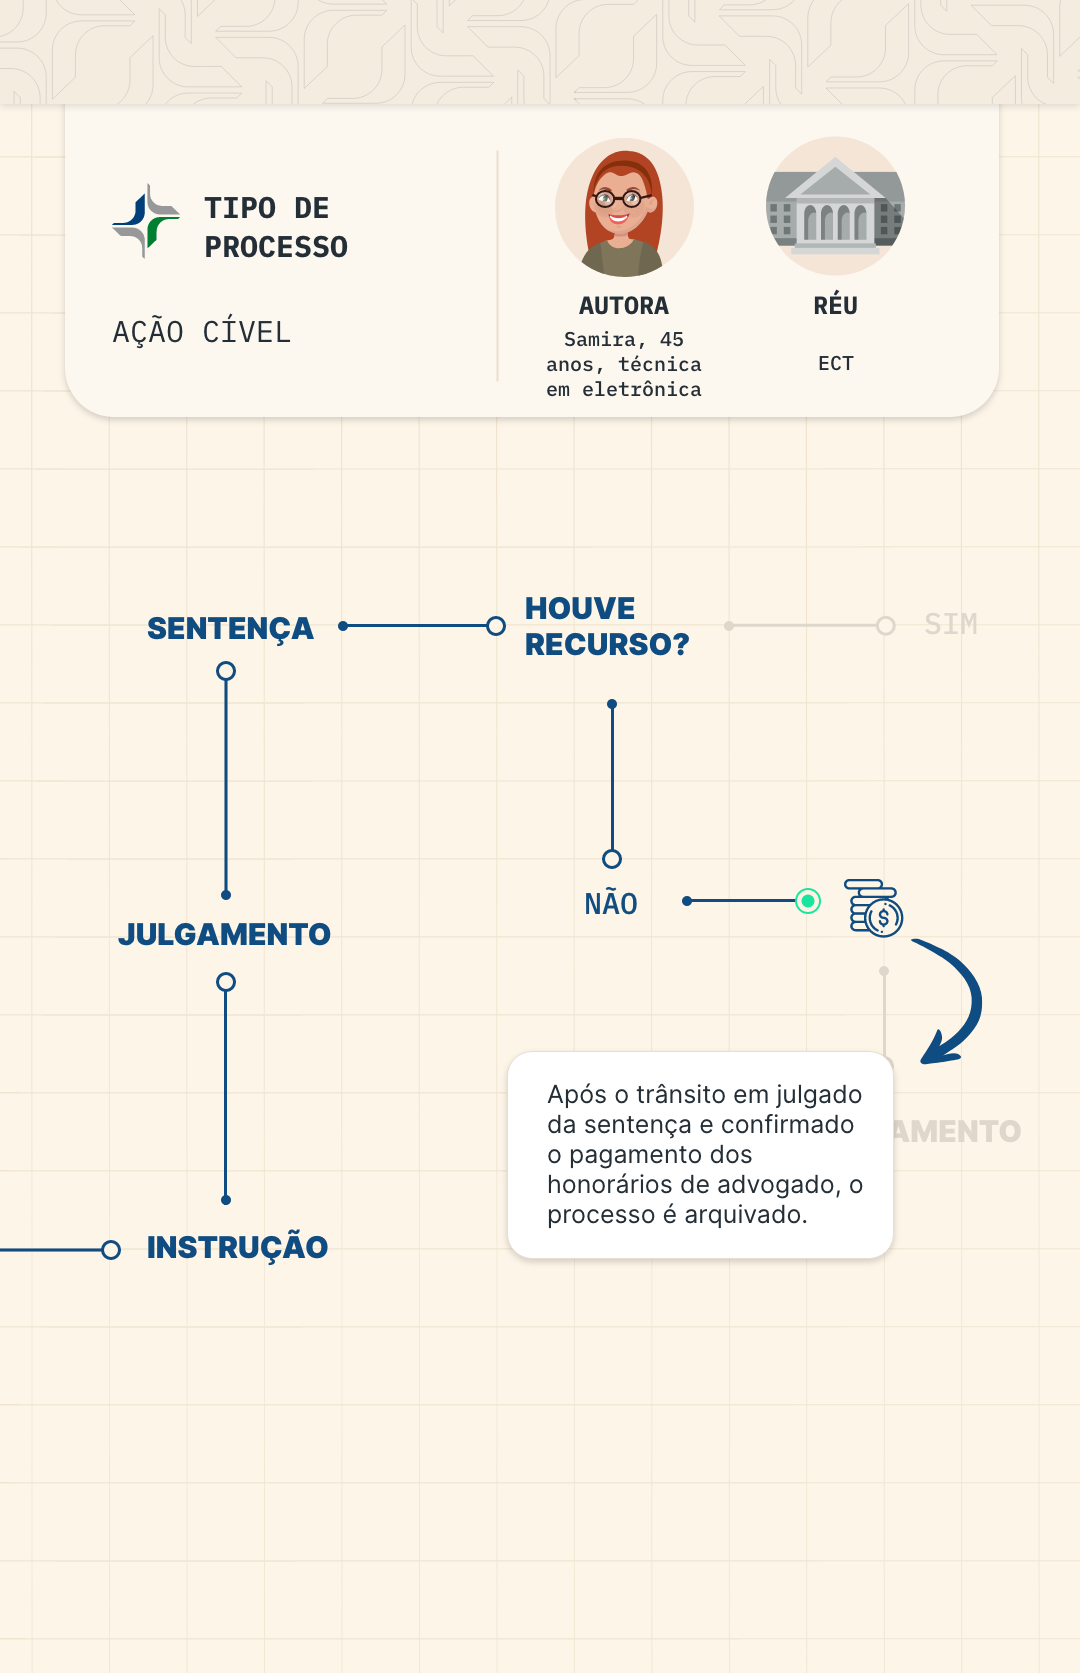 TIPO DE
PROCESSO
AÇÃO CÍVEL
AUTORA
Samira, 45
anos, técnica
em eletrônica
RÉU
ECT
SENTENÇA
HOUVE
RECURSO?
SIM
NÃO
JULGAMENTO
Após o trânsito em julgado
da sentença e confirmado
o pagamento dos
honorários de advogado, o
processo é arquivado.
AMENTO
INSTRUÇÃO